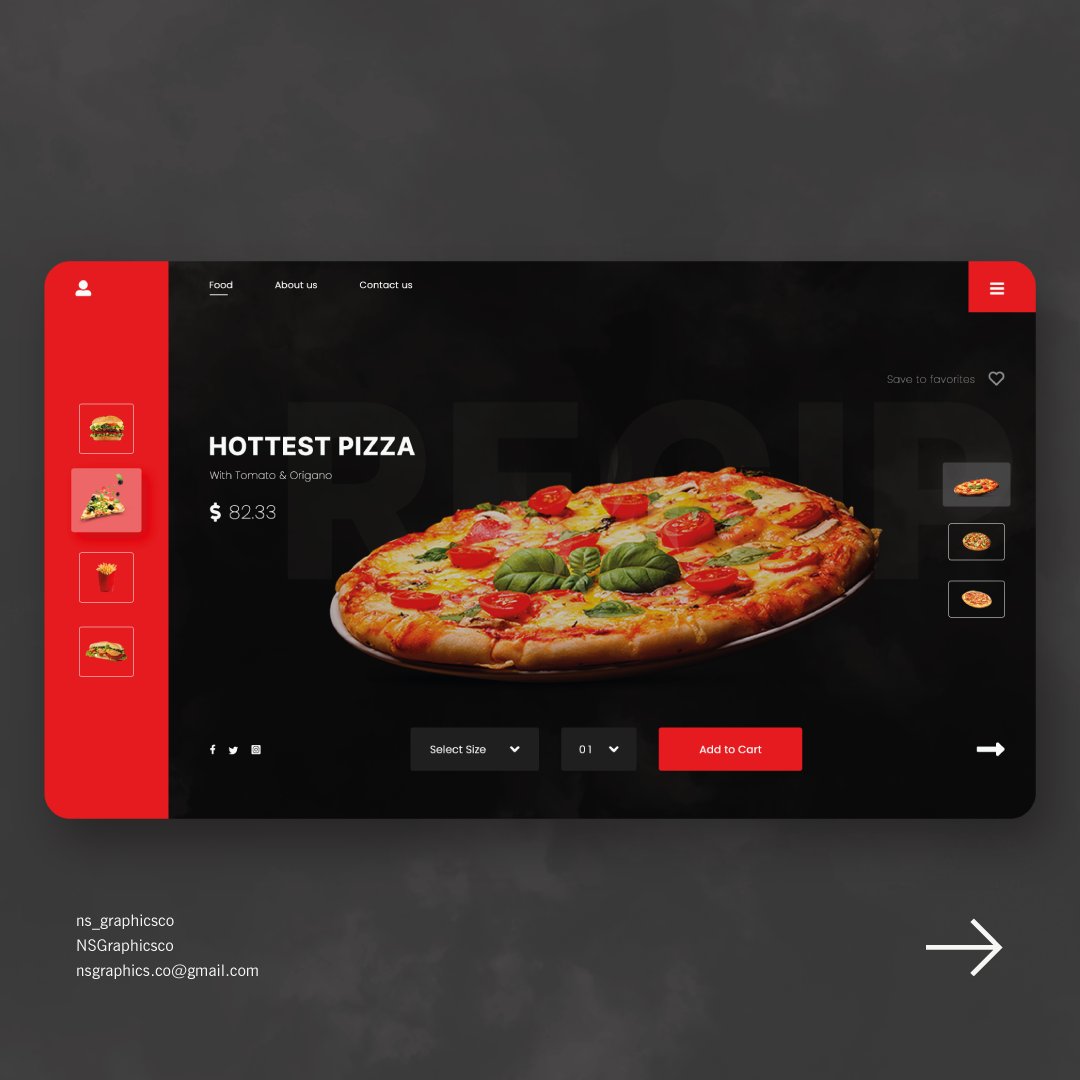 Food
About us
Contact us
Save to favorites
RECIP
HOTTEST PIZZA
With Tomato & Origano
$ 82.33
Select Size
01
Add to Cart
ns_graphicsco
NSGraphicsco
nsgraphics.co@gmail.com